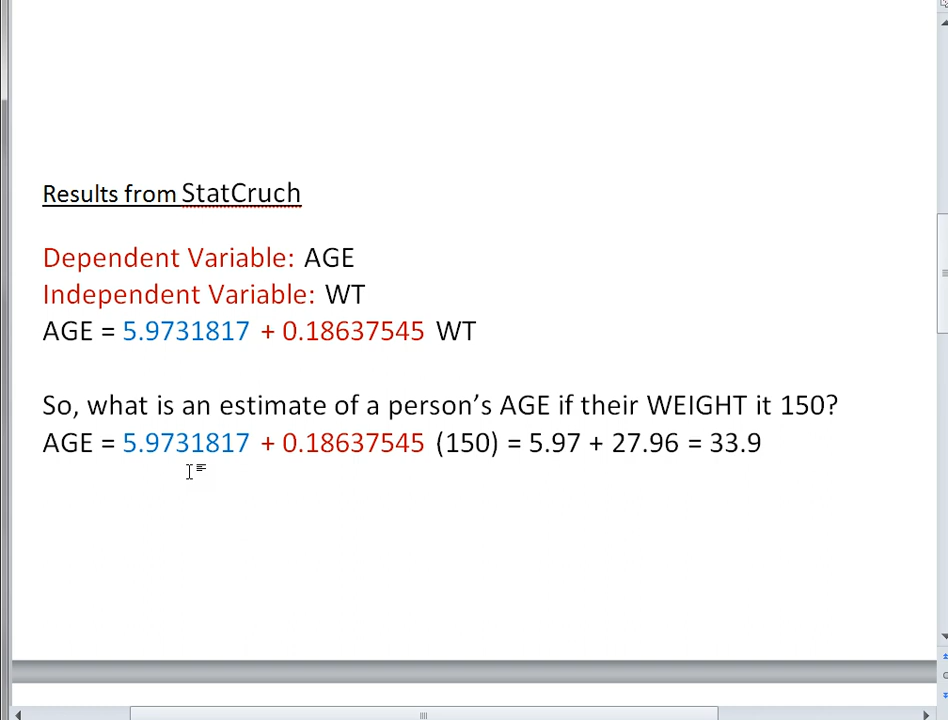 Results from StatCruch
Dependent Variable: AGE
Independent Variable: WT
AGE = 5.9731817 + 0.18637545 WT
So, what is an estimate of a person’s AGE if their WEIGHT it 150?
AGE = 5.9731817 + 0.18637545 (150) = 5.97 + 27.96 = 33.9